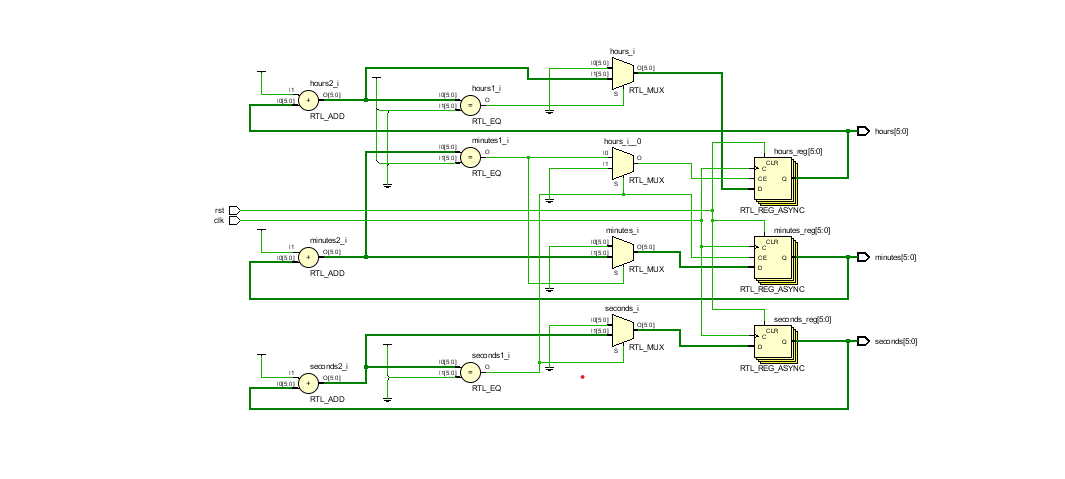 hours_i
I0[5:0]
I1[5:0]
O[5:0]
S
RTL_MUX
hours2_i
I1
I0[5:0]
+
O[5:0]
RTL_ADD
hours1_i
I0[5:0]
I1[5:0]
=
O
RTL_EQ
hours[5:0]
minutes1_i
I0[5:0]
I1[5:0]
=
O
RTL_EQ
hours_i__0
I0
I1
O
S
RTL_MUX
hours_reg[5:0]
CLR
C
CE
Q
D
RTL_REG_ASYNC
rst
clk
minutes2_i
I1
I0[5:0]
+
O[5:0]
RTL_ADD
minutes_i
I0[5:0]
I1[5:0]
O[5:0]
S
RTL_MUX
minutes_reg[5:0]
CLR
C
CE
Q
D
RTL_REG_ASYNC
minutes[5:0]
seconds_i
I0[5:0]
I1[5:0]
O[5:0]
S
RTL_MUX
seconds_reg[5:0]
CLR
C
Q
D
RTL_REG_ASYNC
seconds[5:0]
seconds2_i
I1
I0[5:0]
+
O[5:0]
RTL_ADD
seconds1_i
I0[5:0]
I1[5:0]
=
O
RTL_EQ